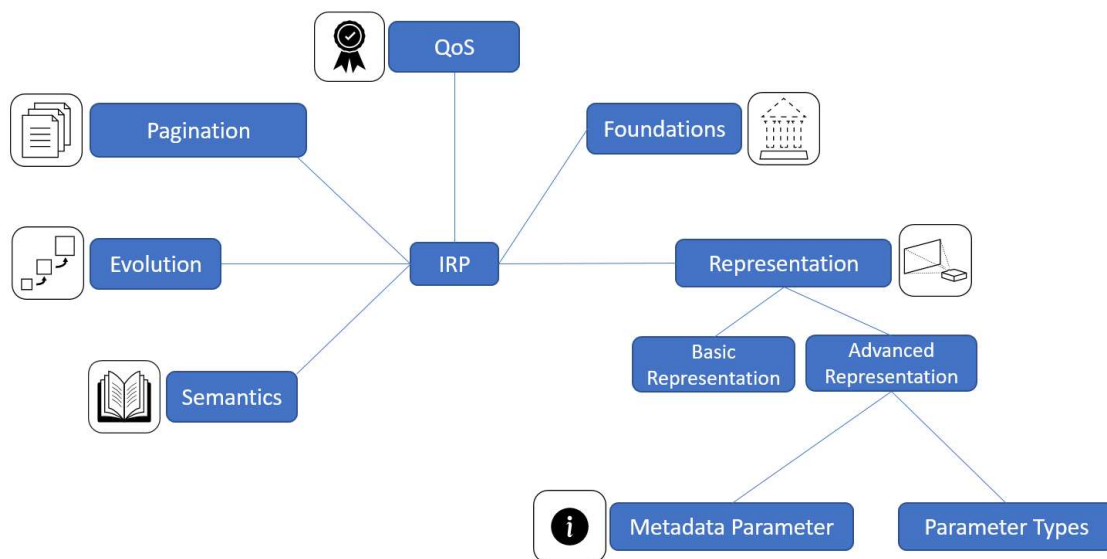 QoS
Pagination
Foundations
Evolution
IRP
Representation
Basic
Representation
Advanced
Representation
Semantics
i
Metadata Parameter
Parameter Types